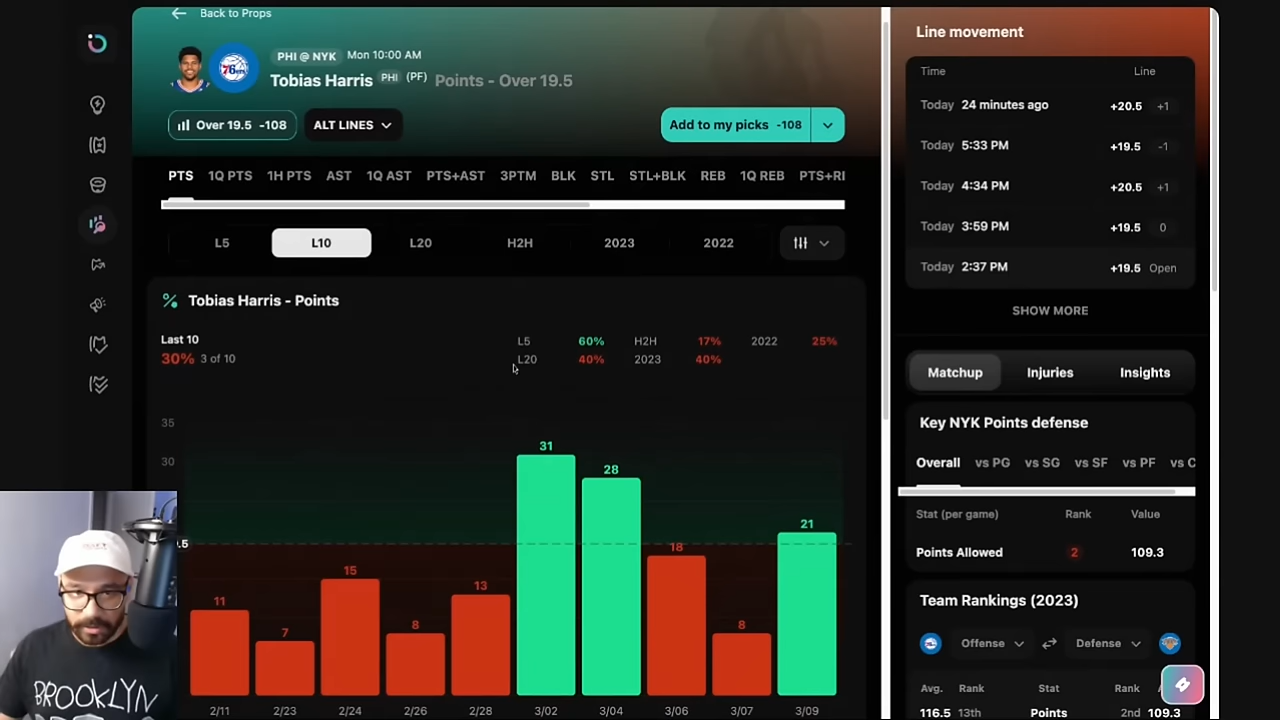 Back to Props
PHI @ NYK Mon 10:00 AM
Tobias Harris PHI (PF) Points - Over 19.5
76ers
Over 19.5 -108 ALT LINES
Add to my picks -108
PTS 1Q PTS 1H PTS AST 1Q AST PTS+AST 3PTM BLK STL STL+BLK REB 1Q REB PTS+RI
L5 L10 L20 H2H 2023 2022
Tobias Harris - Points
Last 10
30% 3 of 10
L5 60% H2H 17% 2022 25%
L20 40% 2023 40%
35
30
.5
11 7 15 8 13 31 28 18 8 21
2/11 2/23 2/24 2/26 2/28 3/02 3/04 3/06 3/07 3/09
BROOKLYN
Line movement
Time Line
Today 24 minutes ago +20.5 +1
Today 5:33 PM +19.5 -1
Today 4:34 PM +20.5 +1
Today 3:59 PM +19.5 0
Today 2:37 PM +19.5 Open
SHOW MORE
Matchup Injuries Insights
Key NYK Points defense
Overall vs PG vs SG vs SF vs PF vs C
Stat (per game) Rank Value
Points Allowed 2 109.3
Team Rankings (2023)
Offense Defense
Avg. Rank Stat Rank
116.5 13th Points 2nd 109.3